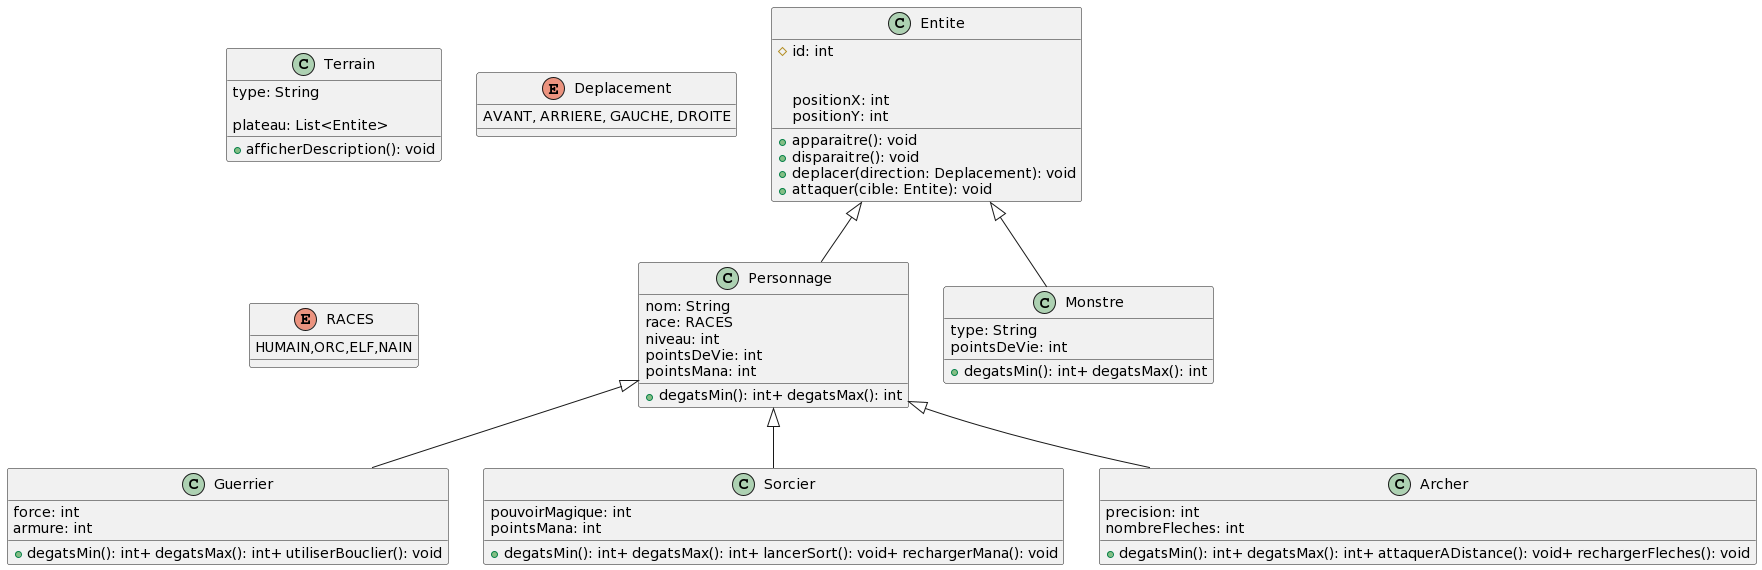 C Entite
id: int
positionX: int
positionY: int
apparaitre(): void
disparaitre(): void
deplacer(direction: Deplacement): void
attaquer(cible: Entite): void
C Terrain
type: String
plateau: List<Entite>
afficherDescription(): void
E Deplacement
AVANT, ARRIERE, GAUCHE, DROITE
E RACES
HUMAIN,ORC,ELF,NAIN
C Personnage
nom: String
race: RACES
niveau: int
pointsDeVie: int
pointsMana: int
degatsMin(): int+ degatsMax(): int
C Monstre
type: String
pointsDeVie: int
degatsMin(): int+ degatsMax(): int
C Guerrier
force: int
armure: int
degatsMin(): int+ degatsMax(): int+ utiliserBouclier(): void
C Sorcier
pouvoirMagique: int
pointsMana: int
degatsMin(): int+ degatsMax(): int+ lancerSort(): void+ rechargerMana(): void
C Archer
precision: int
nombreFleches: int
degatsMin(): int+ degatsMax(): int+ attaquerADistance(): void+ rechargerFleches(): void